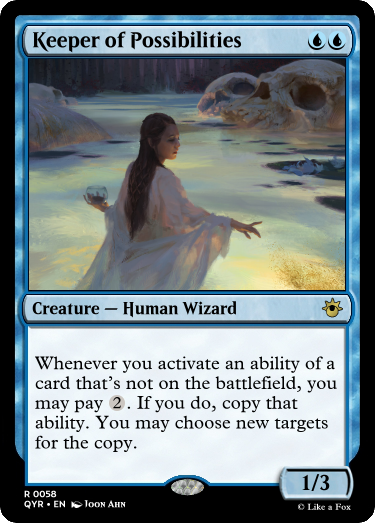 Keeper of Possibilities
Creature — Human Wizard
Whenever you activate an ability of a
card that's not on the battlefield, you
may pay 2. If you do, copy that
ability. You may choose new targets
for the copy.
1/3
R 0058
QYR • EN Joon Ahn
© Like a Fox